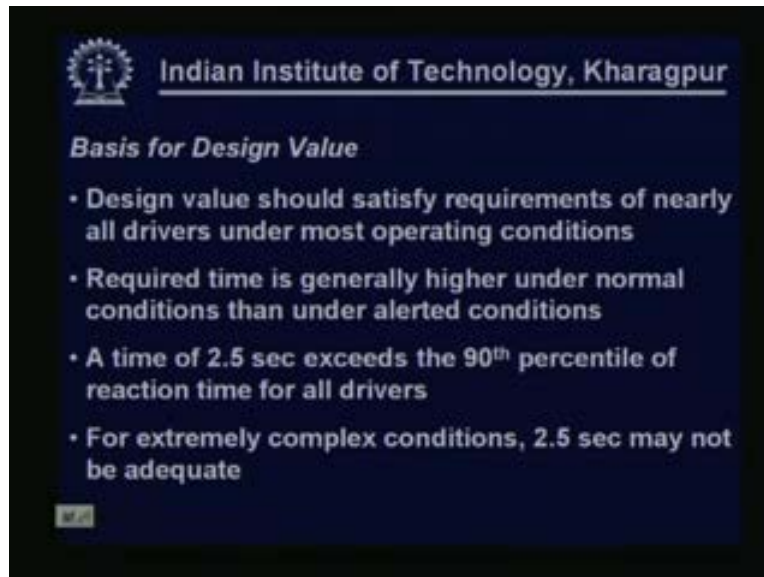 Indian Institute of Technology, Kharagpur
Basis for Design Value
• Design value should satisfy requirements of nearly
all drivers under most operating conditions
• Required time is generally higher under normal
conditions than under alerted conditions
• A time of 2.5 sec exceeds the 90th percentile of
reaction time for all drivers
• For extremely complex conditions, 2.5 sec may not
be adequate